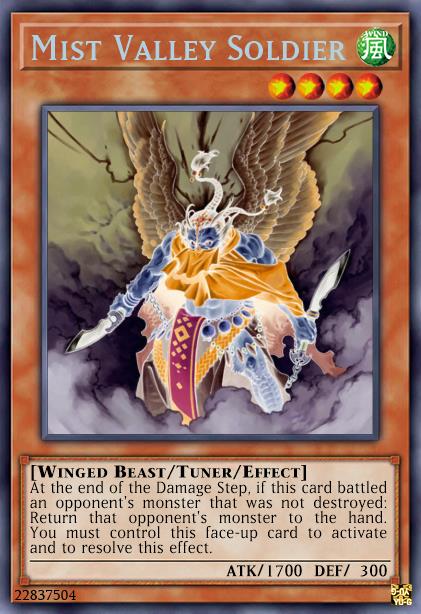 MIST VALLEY SOLDIER
WIND
風
[WINGED BEAST/TUNER/EFFECT]
At the end of the Damage Step, if this card battled
an opponent's monster that was not destroyed:
Return that opponent's monster to the hand.
You must control this face-up card to activate
and to resolve this effect.
ATK/1700 DEF/ 300
22837504